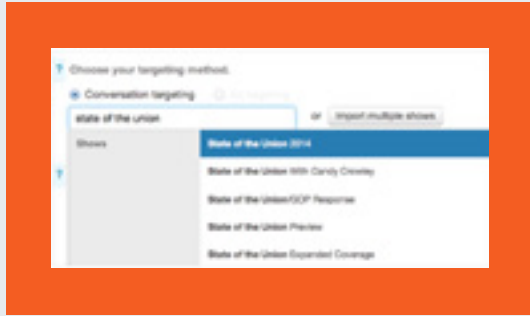 ? Choose your targeting method.
Conversation targeting
state of the union or Import multiple shows
Shows State of the Union 2014
? State of the Union With Candy Crowley
State of the Union/GOP Response
State of the Union Preview
State of the Union Expanded Coverage